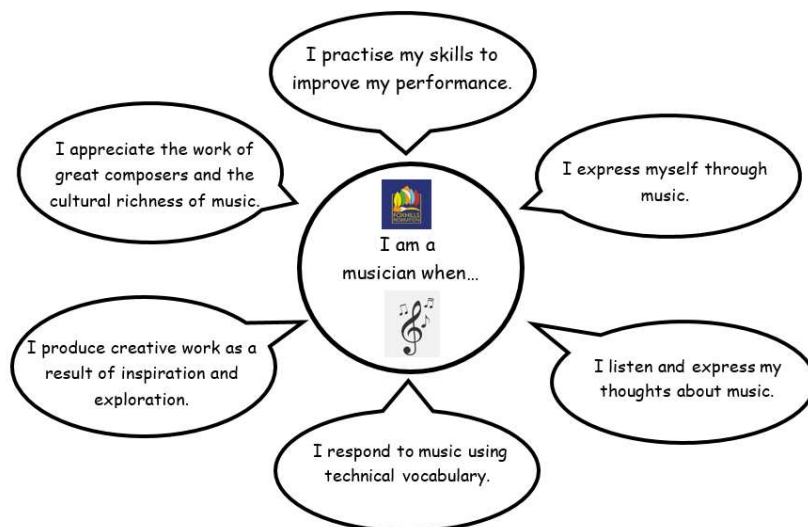 I practise my skills to
improve my performance.
I appreciate the work of
great composers and the
cultural richness of music.
I express myself through
music.
FOXHILLS
FEDERATION
I am a
musician when...
I produce creative work as a
result of inspiration and
exploration.
I listen and express my
thoughts about music.
I respond to music using
technical vocabulary.